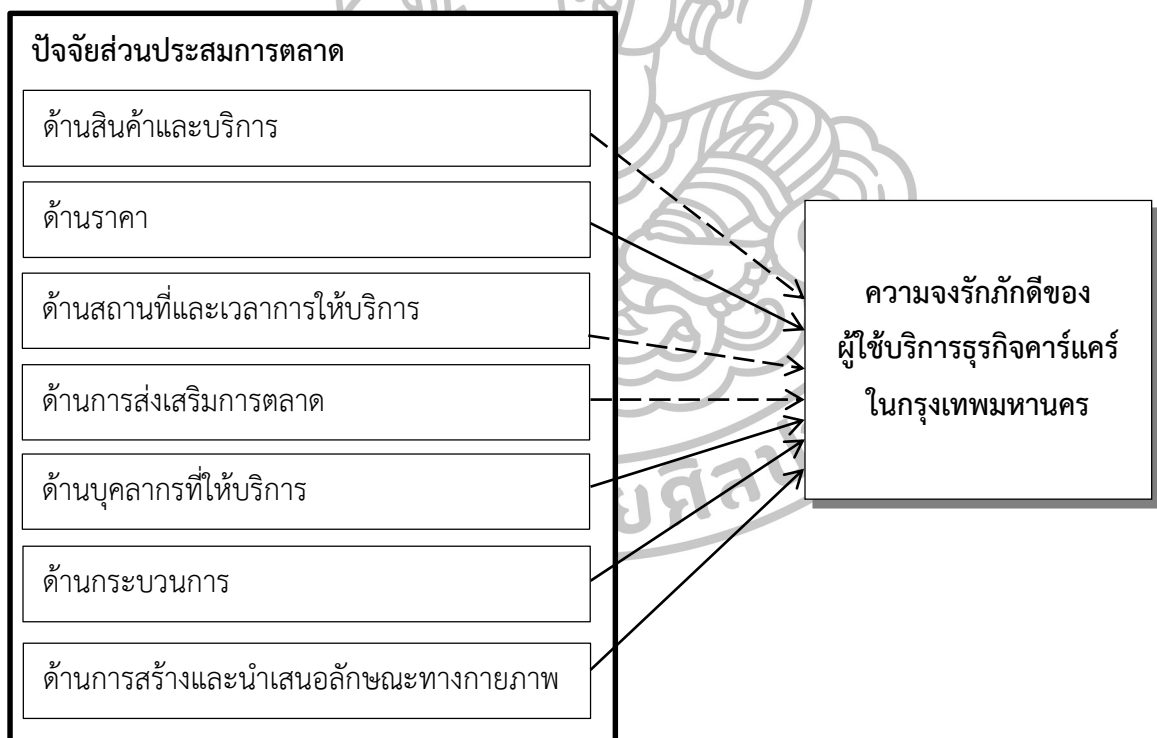 ปัจจัยส่วนประสมการตลาด
ด้านสินค้าและบริการ
ด้านราคา
ด้านสถานที่และเวลาการให้บริการ
ด้านการส่งเสริมการตลาด
ด้านบุคลากรที่ให้บริการ
ด้านกระบวนการ
ด้านการสร้างและนำเสนอลักษณะทางกายภาพ
ความจงรักภักดีของ
ผู้ใช้บริการธุรกิจคาร์แคร์
ในกรุงเทพมหานคร